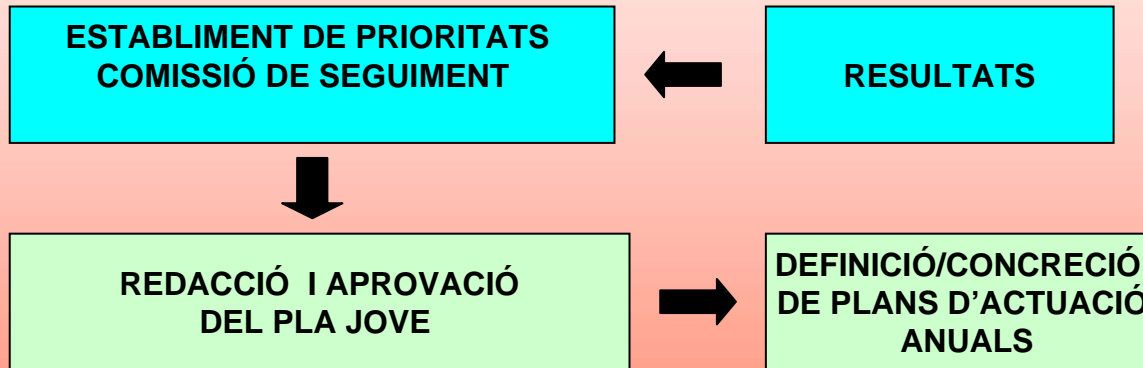 ESTABLIMENT DE PRIORITATS
COMISSIÓ DE SEGUIMENT
RESULTATS
REDACCIÓ I APROVACIÓ
DEL PLA JOVE
DEFINICIÓ/CONCRECIÓ
DE PLANS D’ACTUACIÓ
ANUALS